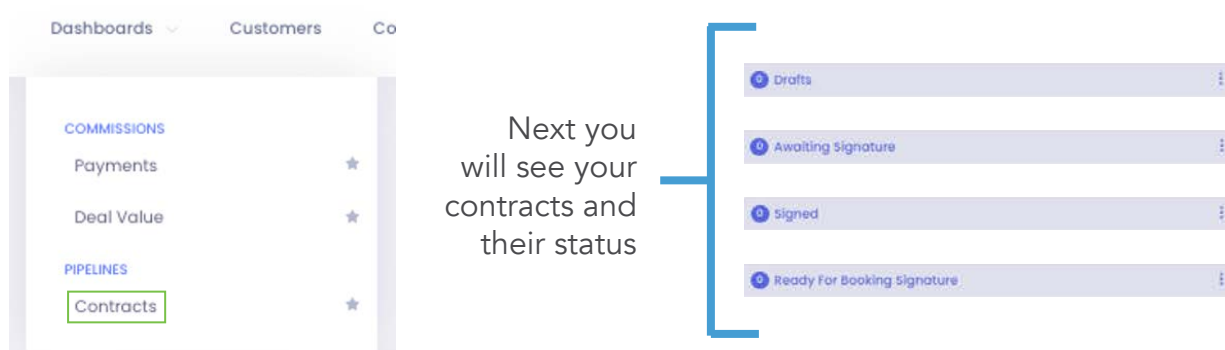 Dashboards Customers Co
COMMISSIONS
Payments
Deal Value
PIPELINES
Contracts
Next you
will see your
contracts and
their status
0 Drafts
0 Awaiting Signature
0 Signed
0 Ready For Booking Signature